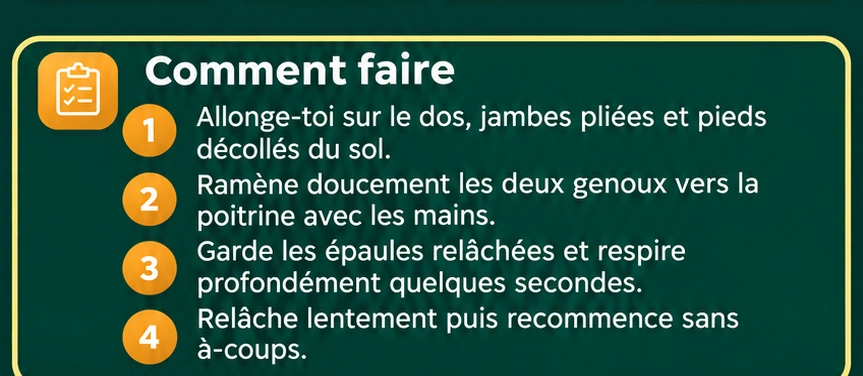 Comment faire
1 Allonge-toi sur le dos, jambes pliées et pieds
décollés du sol.
2 Ramène doucement les deux genoux vers la
poitrine avec les mains.
3 Garde les épaules relâchées et respire
profondément quelques secondes.
4 Relâche lentement puis recommence sans
à-coups.